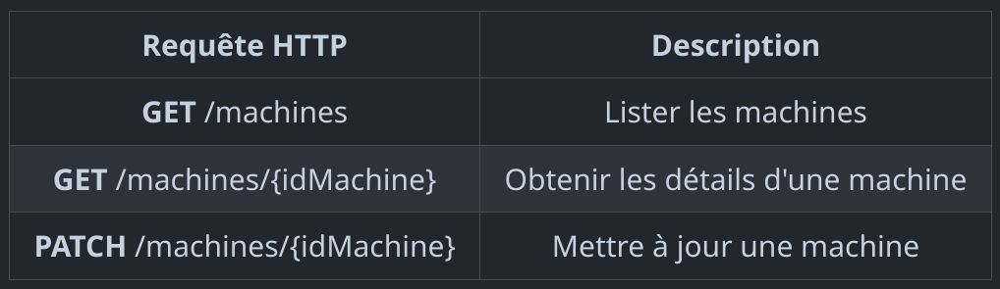 Requête HTTP Description
GET /machines Lister les machines
GET /machines/{idMachine} Obtenir les détails d'une machine
PATCH /machines/{idMachine} Mettre à jour une machine